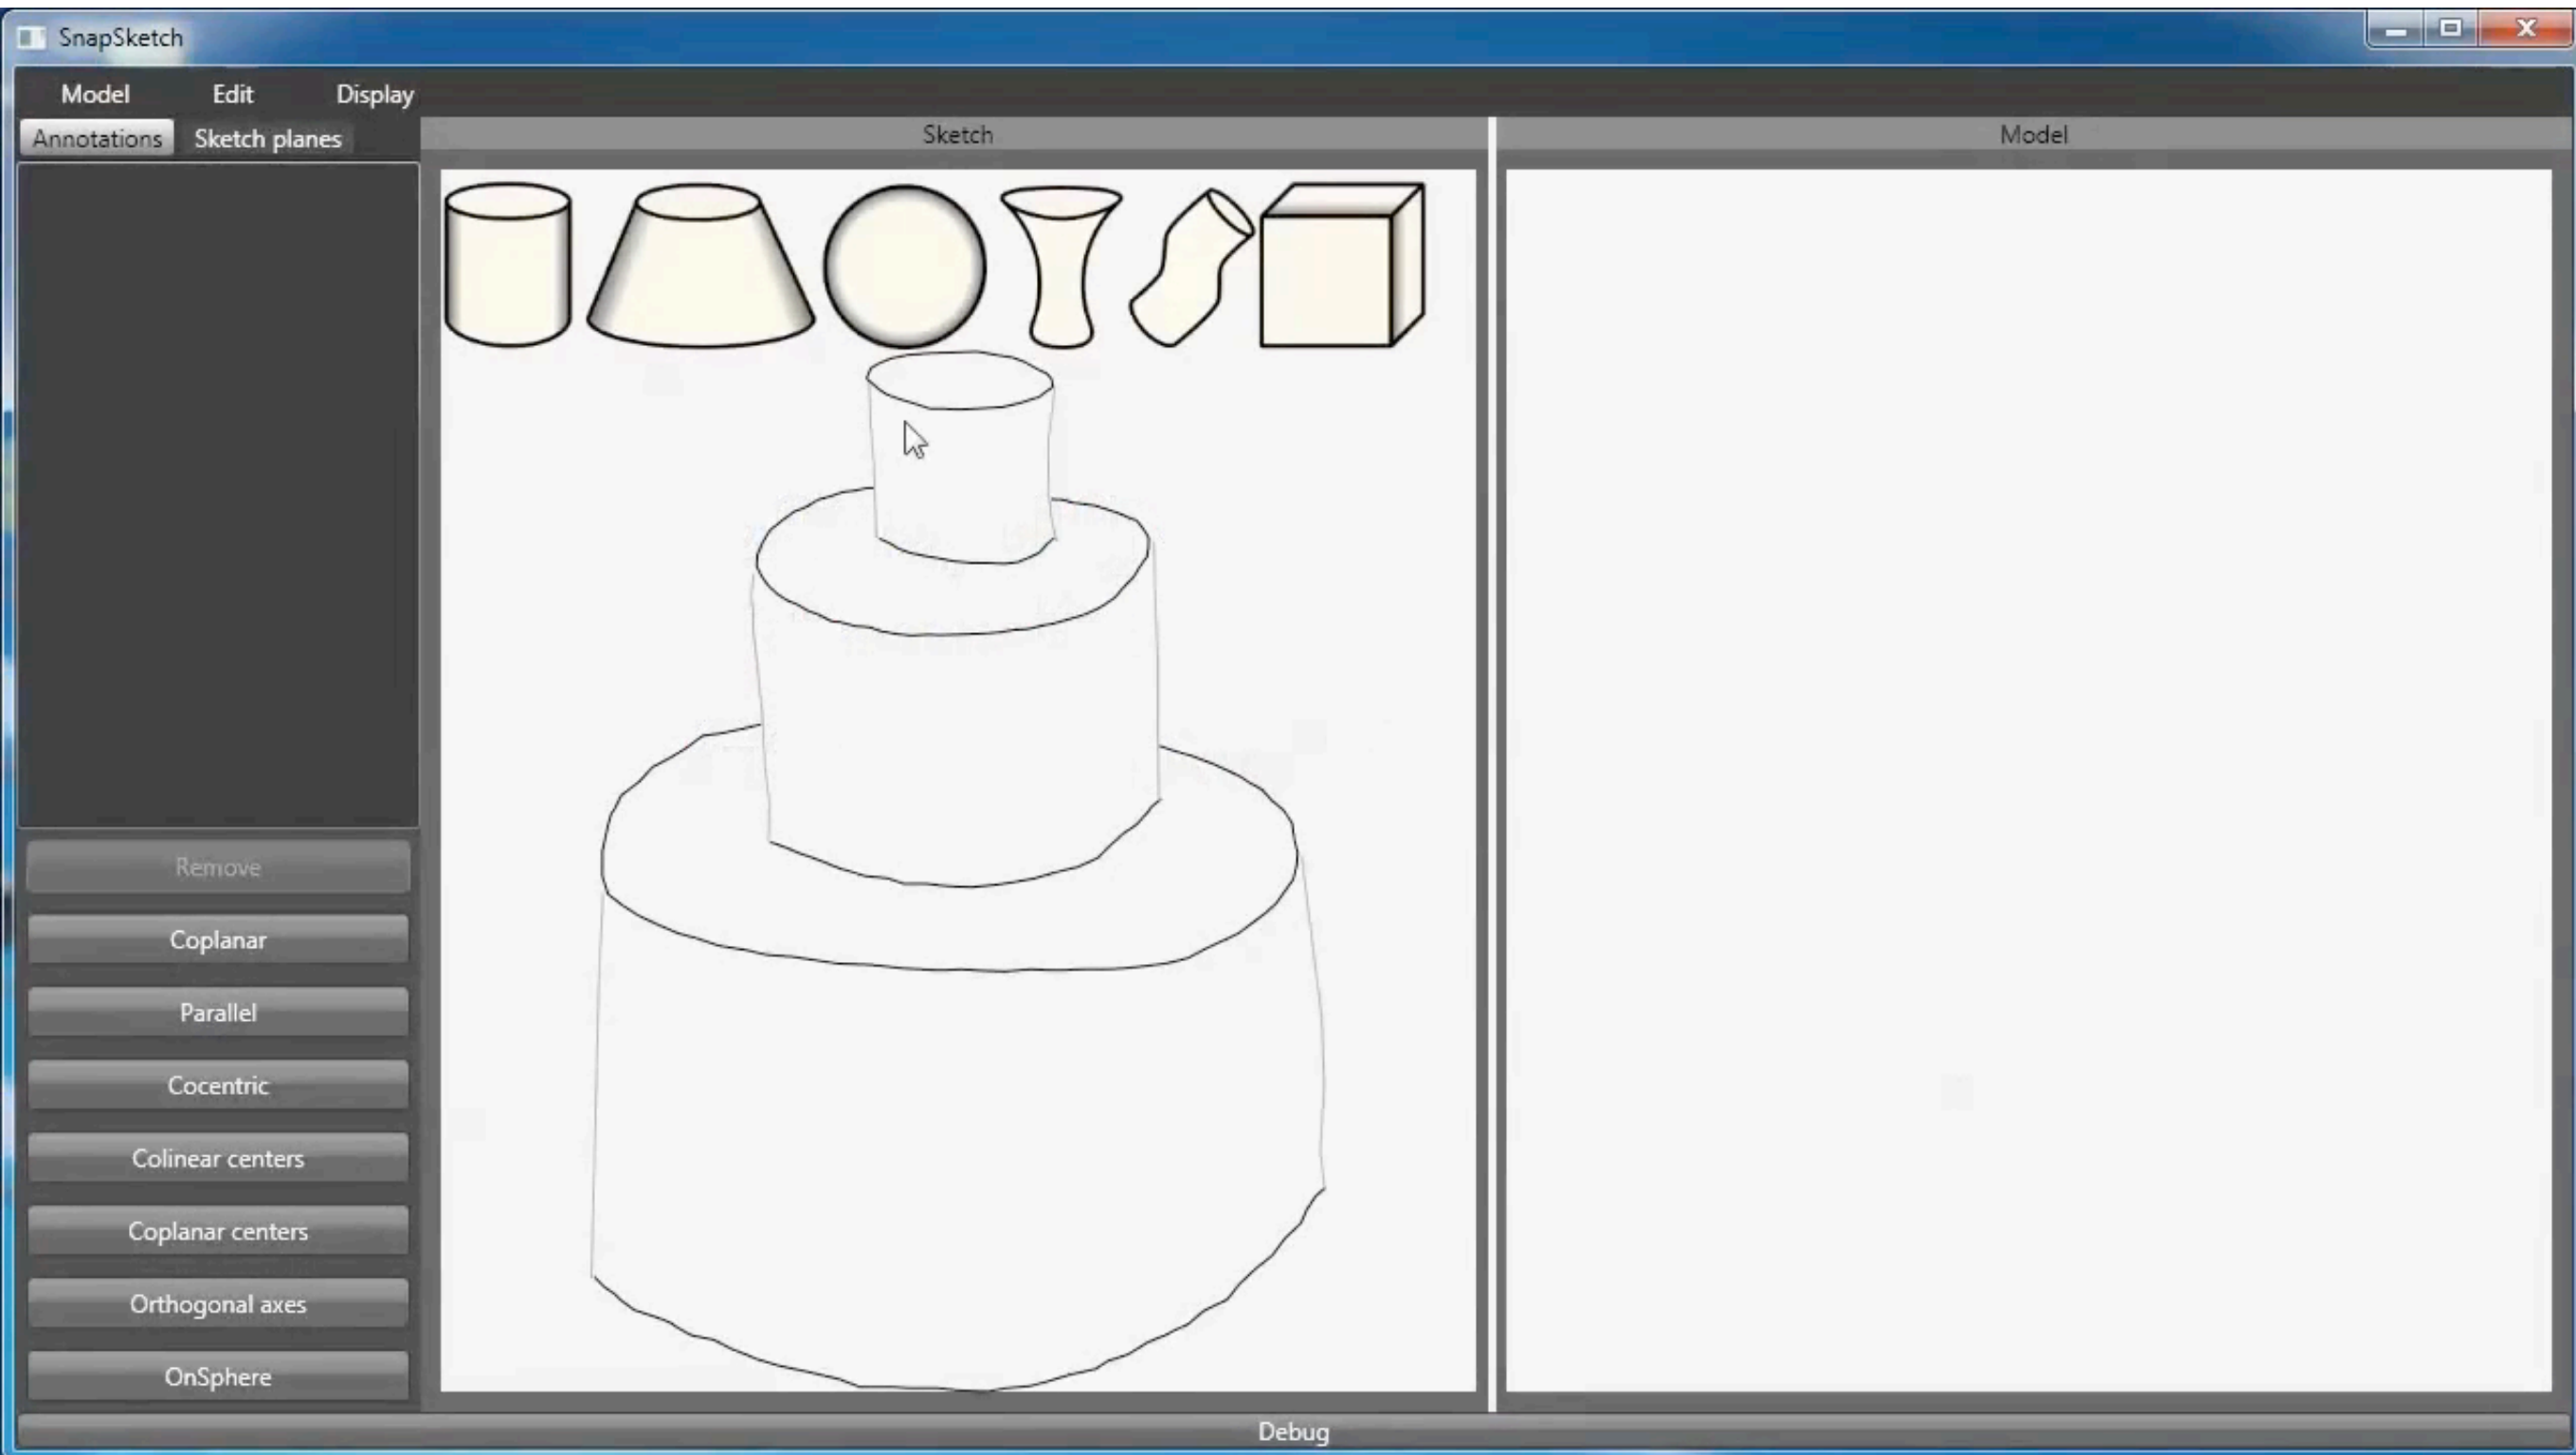 SnapSketch
Model Edit Display
Annotations Sketch planes
Sketch
Model
Remove
Coplanar
Parallel
Cocentric
Colinear centers
Coplanar centers
Orthogonal axes
OnSphere
Debug